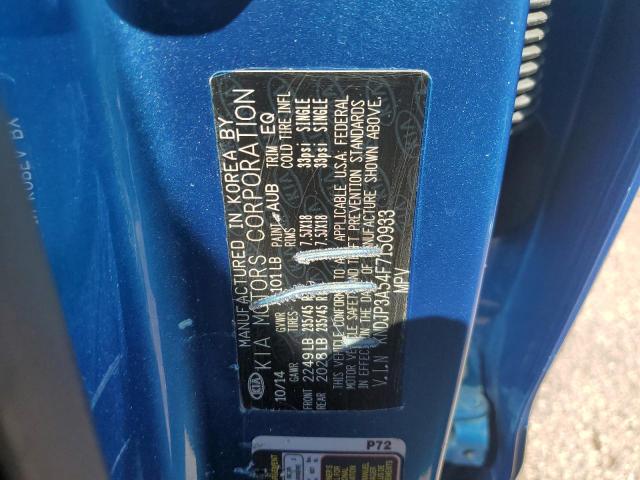 MANUFACTURED IN KOREA BY
KIA MOTORS CORPORATION
10/14 GVWR 4101LB PAINT AUB TRIM EQ
GAWR TIRES RIMS COLD TIRE INFL
FRONT 2249LB 235/45 7.5JX18 33psi SINGLE
REAR 2028LB 235/45 7.5JX18 33psi SINGLE
THIS VEHICLE CONFORMS TO ALL APPLICABLE U.S.A. FEDERAL
MOTOR VEHICLE SAFETY AND THEFT PREVENTION STANDARDS
IN EFFECT ON THE DATE OF MANUFACTURE SHOWN ABOVE.
V.I.N KNDJP3A54F7150933
MPV
KIA
P72